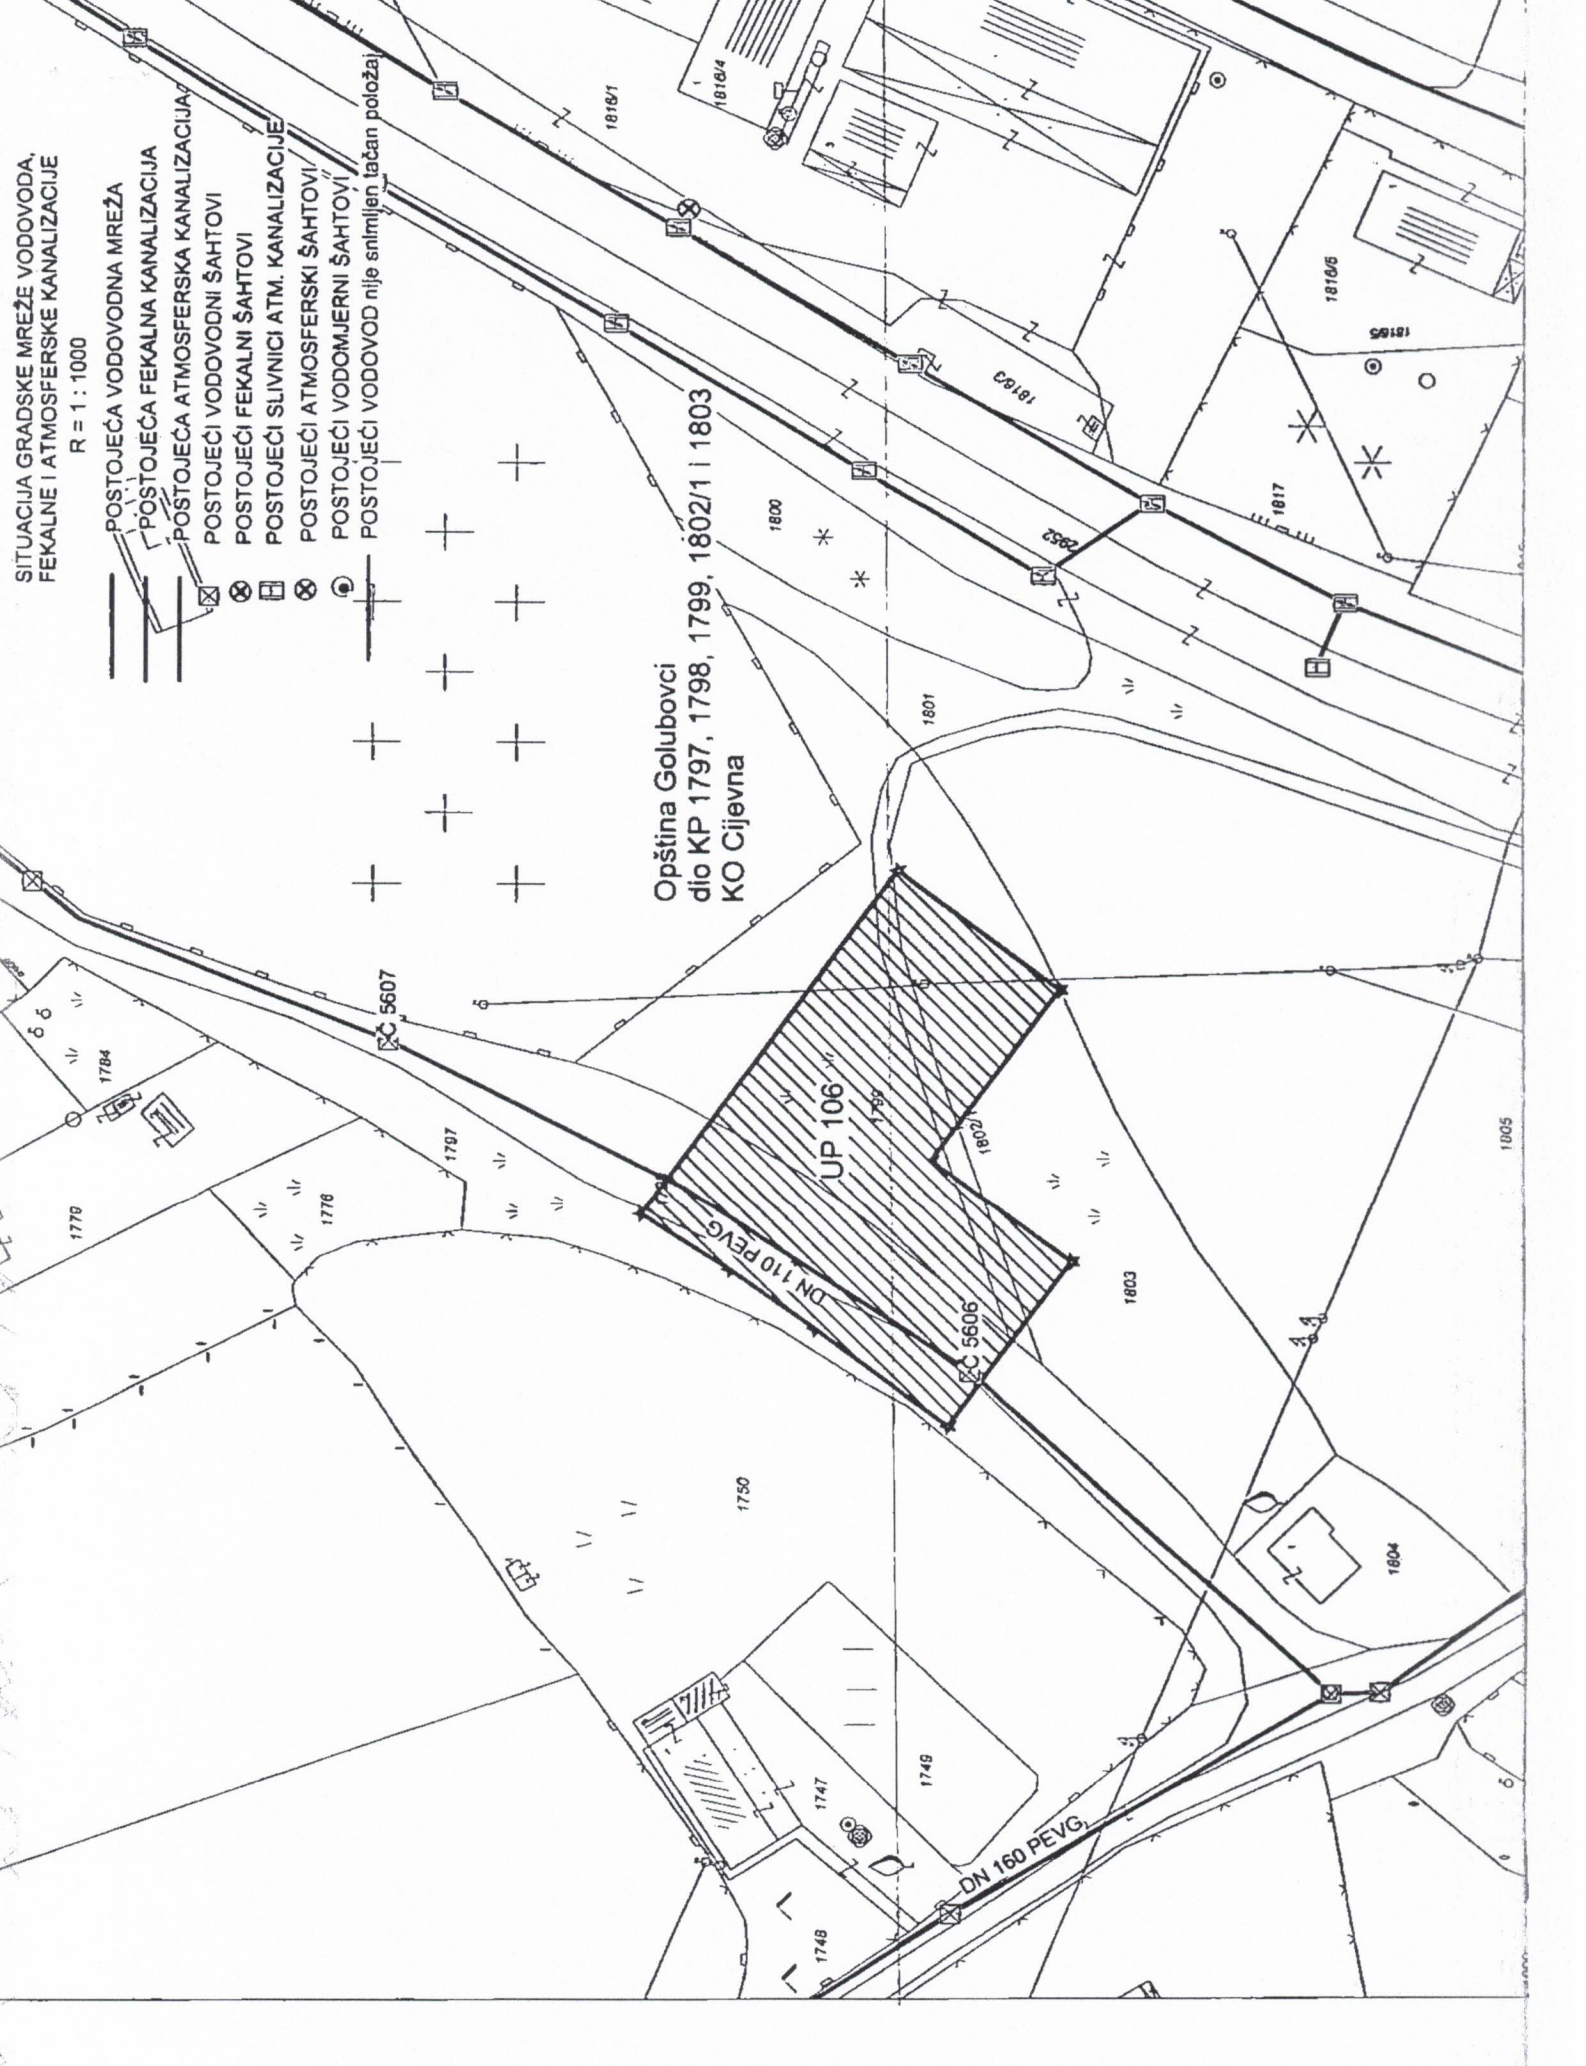 SITUACIJA GRADSKE MREŽE VODOVODA,
FEKALNE I ATMOSFERSKE KANALIZACIJE
R = 1 : 1000
POSTOJEĆA VODOVODNA MREŽA
POSTOJEĆA FEKALNA KANALIZACIJA
POSTOJEĆA ATMOSFERSKA KANALIZACIJA
POSTOJEĆI VODOVODNI ŠAHTOVI
POSTOJEĆI FEKALNI ŠAHTOVI
POSTOJEĆI SLIVNICI ATM. KANALIZACIJE
POSTOJEĆI ATMOSFERSKI ŠAHTOVI
POSTOJEĆI VODOMJERNI ŠAHTOVI
POSTOJEĆI VODOVOD nije snimljen tačan položaj
Opština Golubovci
dio KP 1797, 1798, 1799, 1802/1 i 1803
KO Cijevna
1816/1
1816/4
1816/3
1816/6
1816/5
1817
2952
1800
1801
C 5607
1784
1797
1779
1776
UP 106
1799
1802/
DN 110 PEVG
C 5606
1803
1805
1750
1804
1749
1747
1748
DN 160 PEVG